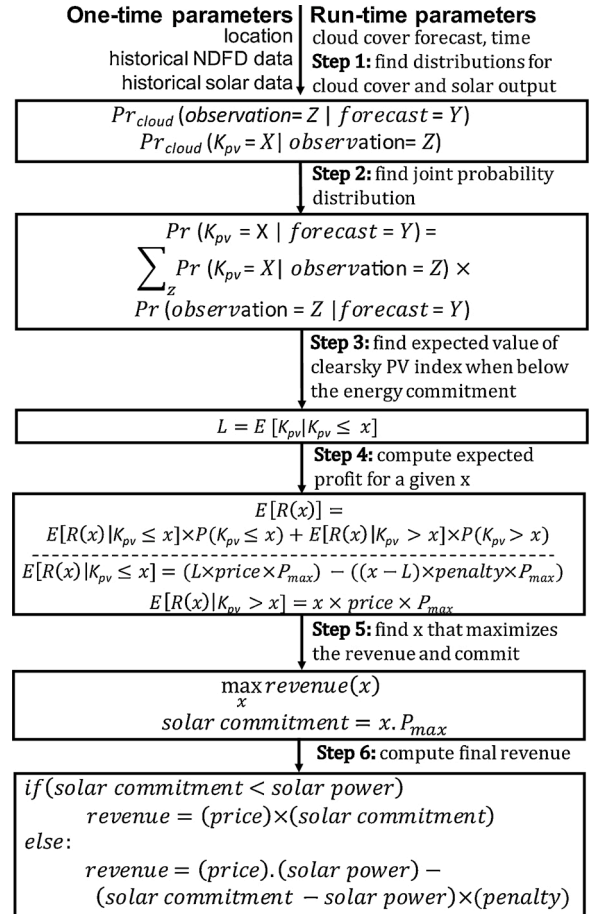 One-time parameters
location
historical NDFD data
historical solar data
Run-time parameters
cloud cover forecast, time
Step 1: find distributions for
cloud cover and solar output
Pr_cloud (observation= Z | forecast = Y)
Pr_cloud (K_pv = X | observation= Z)
Step 2: find joint probability
distribution
Pr (K_pv = X | forecast = Y) =
∑_z Pr (K_pv = X | observation = Z) ×
Pr (observation = Z | forecast = Y)
Step 3: find expected value of
clearsky PV index when below
the energy commitment
L = E [K_pv|K_pv ≤ x]
Step 4: compute expected
profit for a given x
E[R(x)] =
E[R(x)|K_pv ≤ x]×P(K_pv ≤ x) + E[R(x)|K_pv > x]×P(K_pv > x)
E[R(x)|K_pv ≤ x] = (L×price×P_max) − ((x − L)×penalty×P_max)
E[R(x)|K_pv > x] = x × price × P_max
Step 5: find x that maximizes
the revenue and commit
max_x revenue(x)
solar commitment = x. P_max
Step 6: compute final revenue
if(solar commitment < solar power)
revenue = (price)×(solar commitment)
else:
revenue = (price).(solar power) −
(solar commitment − solar power)×(penalty)